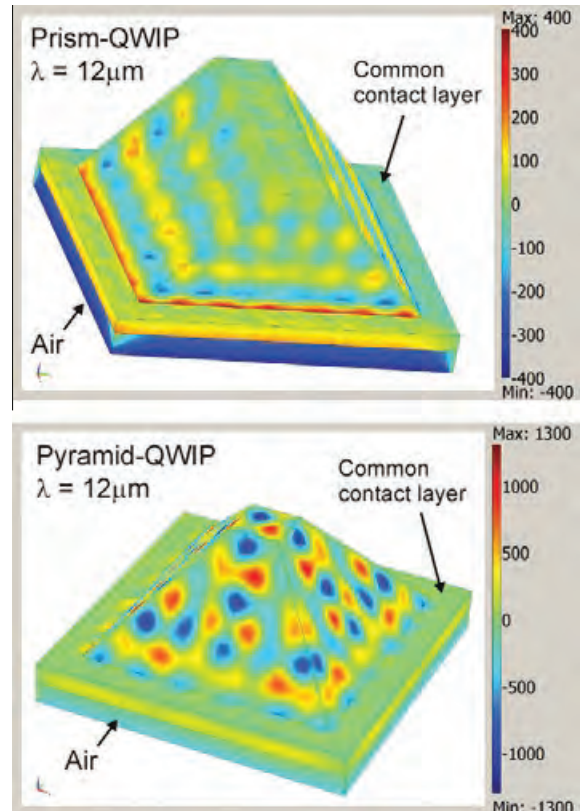 Prism-QWIP
λ = 12μm
Common
contact layer
Air
Max: 400
400
300
200
100
0
-100
-200
-300
-400
Min: -400
Pyramid-QWIP
λ = 12μm
Common
contact layer
Air
Max: 1300
1000
500
0
-500
-1000
Min: -1300